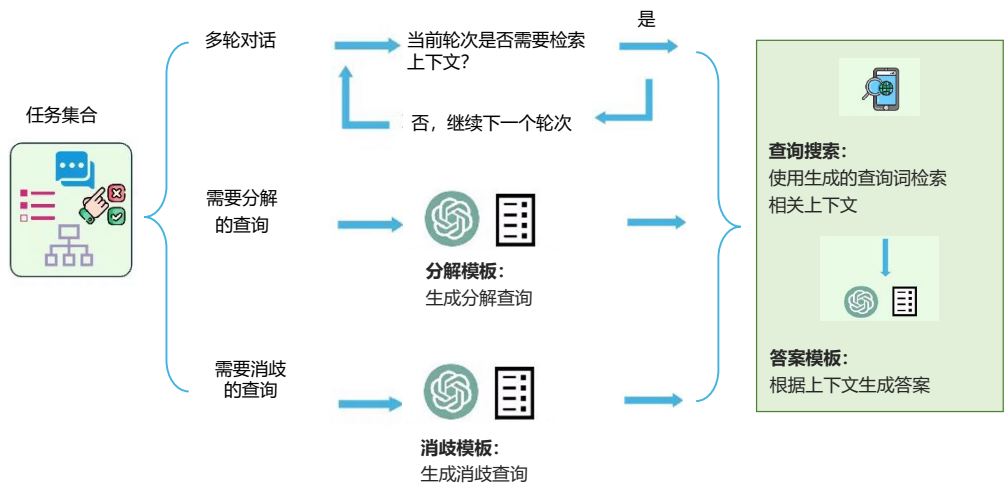 任务集合
多轮对话
当前轮次是否需要检索
上下文?
是
否，继续下一个轮次
需要分解
的查询
分解模板：
生成分解查询
需要消歧
的查询
消歧模板：
生成消歧查询
查询搜索：
使用生成的查询词检索
相关上下文
答案模板：
根据上下文生成答案